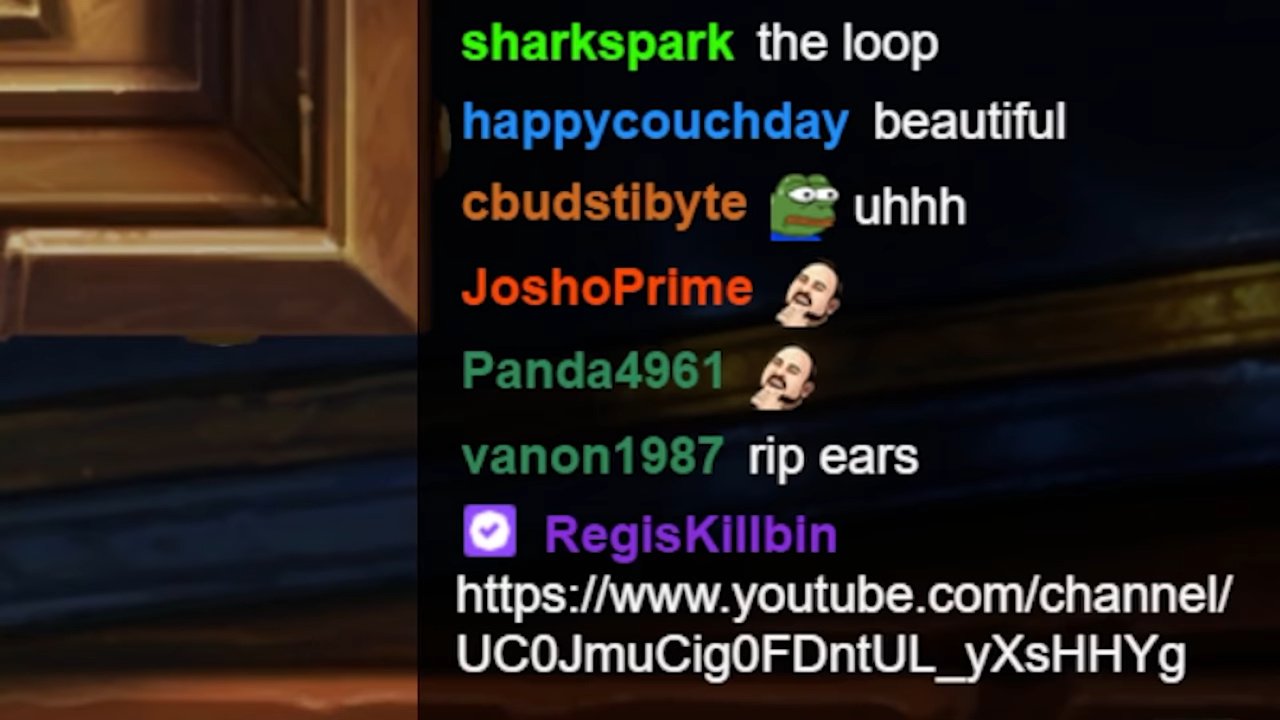 sharkspark the loop
happycouchday beautiful
cbudstibyte uhhh
JoshoPrime
Panda4961
vanon1987 rip ears
RegisKillbin
https://www.youtube.com/channel/
UC0JmuCig0FDntUL_yXsHHYg